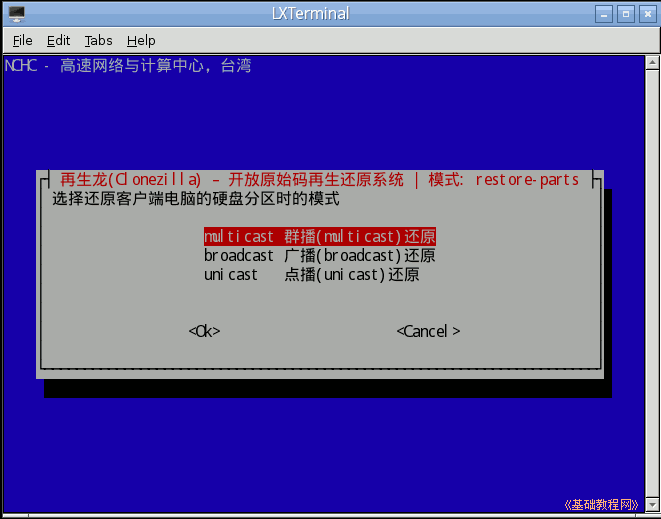 LXTerminal
File Edit Tabs Help
NCHC - 高速网络与计算中心，台湾
再生龙(Clonezilla) - 开放原始码再生还原系统 | 模式: restore-parts
选择还原客户端电脑的硬盘分区时的模式
multicast 群播(multicast)还原
broadcast 广播(broadcast)还原
unicast 点播(unicast)还原
<Ok> <Cancel>
《基础教程网》